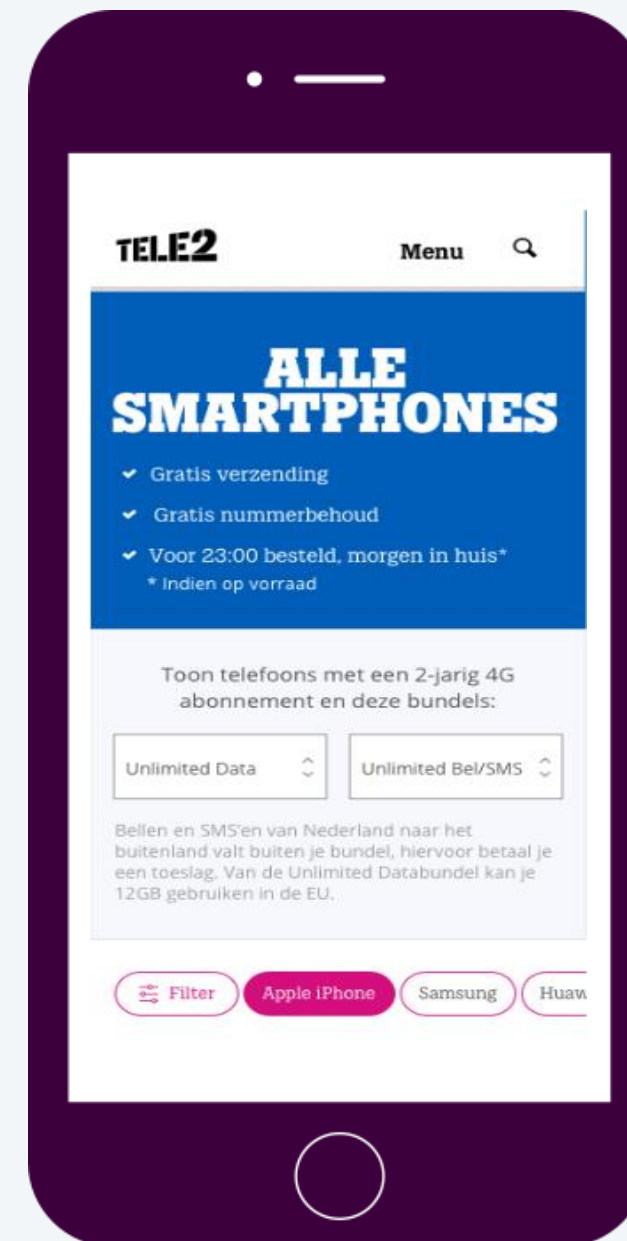 TELE2 Menu
ALLE
SMARTPHONES
Gratis verzending
Gratis nummerbehoud
Voor 23:00 besteld, morgen in huis*
* Indien op vorraad
Toon telefoons met een 2-jarig 4G
abonnement en deze bundels:
Unlimited Data Unlimited Bel/SMS
Bellen en SMS'en van Nederland naar het
buitenland valt buiten je bundel, hiervoor betaal je
een toeslag. Van de Unlimited Databundel kan je
12GB gebruiken in de EU.
Filter Apple iPhone Samsung Huaw